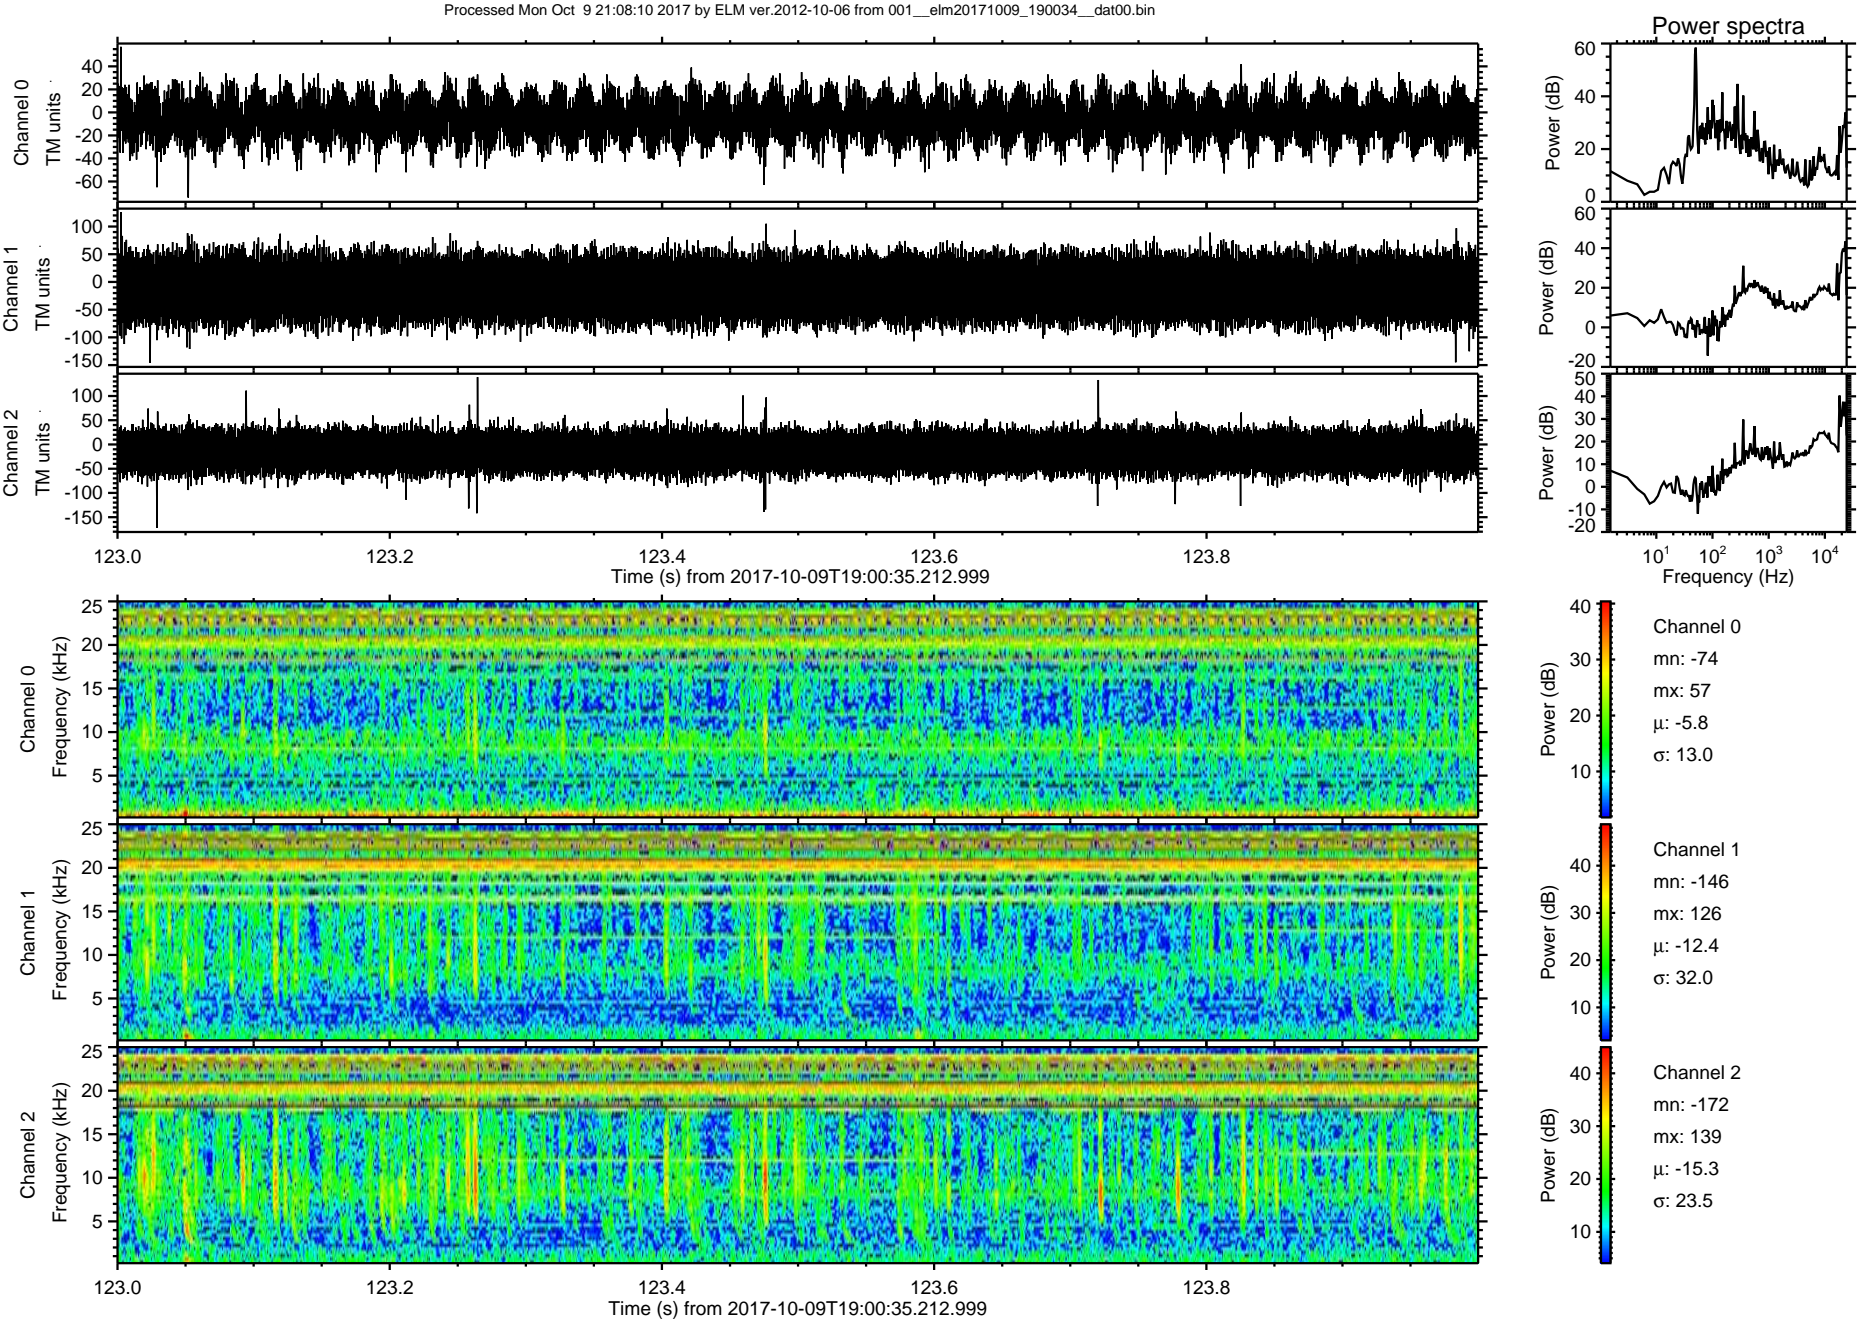 Processed Mon Oct  9 21:08:10 2017 by ELM ver.2012-10-06 from 001__elm20171009_190034__dat00.bin
Power spectra
Channel 0
TM units
40
20
0
-20
-40
-60
Power (dB)
60
40
20
0
Channel 1
TM units
100
50
0
-50
-100
-150
Power (dB)
60
40
20
0
-20
Channel 2
TM units
100
50
0
-50
-100
-150
Power (dB)
50
40
30
20
10
0
-10
-20
123.0 123.2 123.4 123.6 123.8
Time (s) from 2017-10-09T19:00:35.212.999
10^1 10^2 10^3 10^4
Frequency (Hz)
Channel 0
Frequency (kHz)
25
20
15
10
5
Power (dB)
40
30
20
10
Channel 0
mn: -74
mx: 57
μ: -5.8
σ: 13.0
Channel 1
Frequency (kHz)
25
20
15
10
5
Power (dB)
40
30
20
10
Channel 1
mn: -146
mx: 126
μ: -12.4
σ: 32.0
Channel 2
Frequency (kHz)
25
20
15
10
5
Power (dB)
40
30
20
10
Channel 2
mn: -172
mx: 139
μ: -15.3
σ: 23.5
123.0 123.2 123.4 123.6 123.8
Time (s) from 2017-10-09T19:00:35.212.999